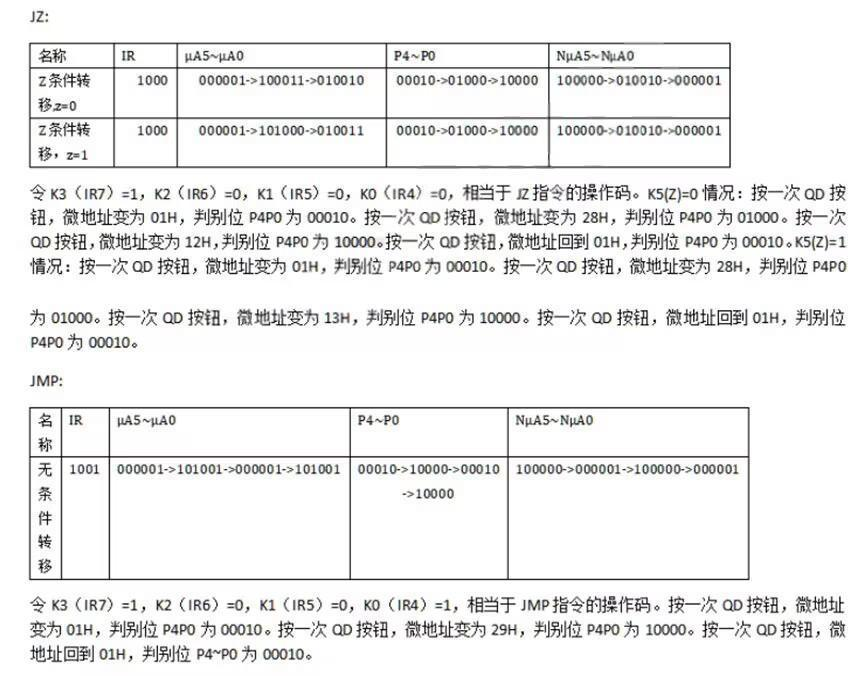 JZ:
名称 IR μA5~μA0 P4~P0 NμA5~NμA0
Z 条件转 1000 000001->100011->010010 00010->01000->10000 100000->010010->000001
移,z=0
Z 条件转 1000 000001->101000->010011 00010->01000->10000 100000->010010->000001
移，z=1
令 K3（IR7）=1，K2（IR6）=0，K1（IR5）=0，K0（IR4）=0，相当于 JZ 指令的操作码。K5(Z)=0 情况：按一次 QD 按
钮，微地址变为 01H，判别位 P4P0 为 00010。按一次 QD 按钮，微地址变为 28H，判别位 P4P0 为 01000。按一次
QD 按钮，微地址变为 12H，判别位 P4P0 为 10000。按一次 QD 按钮，微地址回到 01H，判别位 P4P0 为 00010。K5(Z)=1
情况：按一次 QD 按钮，微地址变为 01H，判别位 P4P0 为 00010。按一次 QD 按钮，微地址变为 28H，判别位 P4P0
为 01000。按一次 QD 按钮，微地址变为 13H，判别位 P4P0 为 10000。按一次 QD 按钮，微地址回到 01H，判别位
P4P0 为 00010。
JMP:
名 IR μA5~μA0 P4~P0 NμA5~NμA0
称
无 1001 000001->101001->000001->101001 00010->10000->00010 100000->000001->100000->000001
条 ->10000
件
转
移
令 K3（IR7）=1，K2（IR6）=0，K1（IR5）=0，K0（IR4）=1，相当于 JMP 指令的操作码。按一次 QD 按钮，微地址
变为 01H，判别位 P4P0 为 00010。按一次 QD 按钮，微地址变为 29H，判别位 P4P0 为 10000。按一次 QD 按钮，微
地址回到 01H，判别位 P4~P0 为 00010。